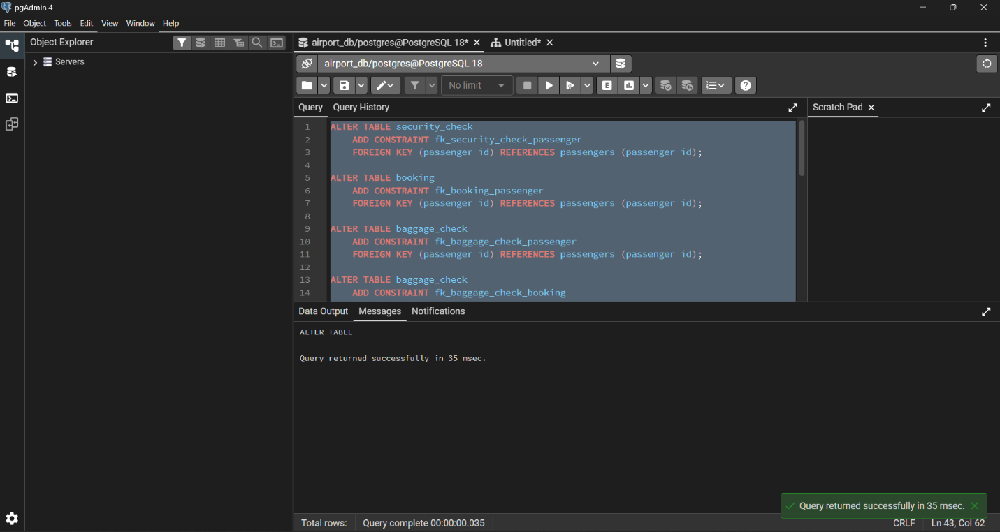 pgAdmin 4
File Object Tools Edit View Window Help
Object Explorer
airport_db/postgres@PostgreSQL 18*
Untitled*
Servers
airport_db/postgres@PostgreSQL 18
No limit
E
Query Query History
Scratch Pad
1 ALTER TABLE security_check
2 ADD CONSTRAINT fk_security_check_passenger
3 FOREIGN KEY (passenger_id) REFERENCES passengers (passenger_id);
4
5 ALTER TABLE booking
6 ADD CONSTRAINT fk_booking_passenger
7 FOREIGN KEY (passenger_id) REFERENCES passengers (passenger_id);
8
9 ALTER TABLE baggage_check
10 ADD CONSTRAINT fk_baggage_check_passenger
11 FOREIGN KEY (passenger_id) REFERENCES passengers (passenger_id);
12
13 ALTER TABLE baggage_check
14 ADD CONSTRAINT fk_baggage_check_booking
Data Output Messages Notifications
ALTER TABLE
Query returned successfully in 35 msec.
Query returned successfully in 35 msec.
Total rows: Query complete 00:00:00.035
CRLF Ln 43, Col 62